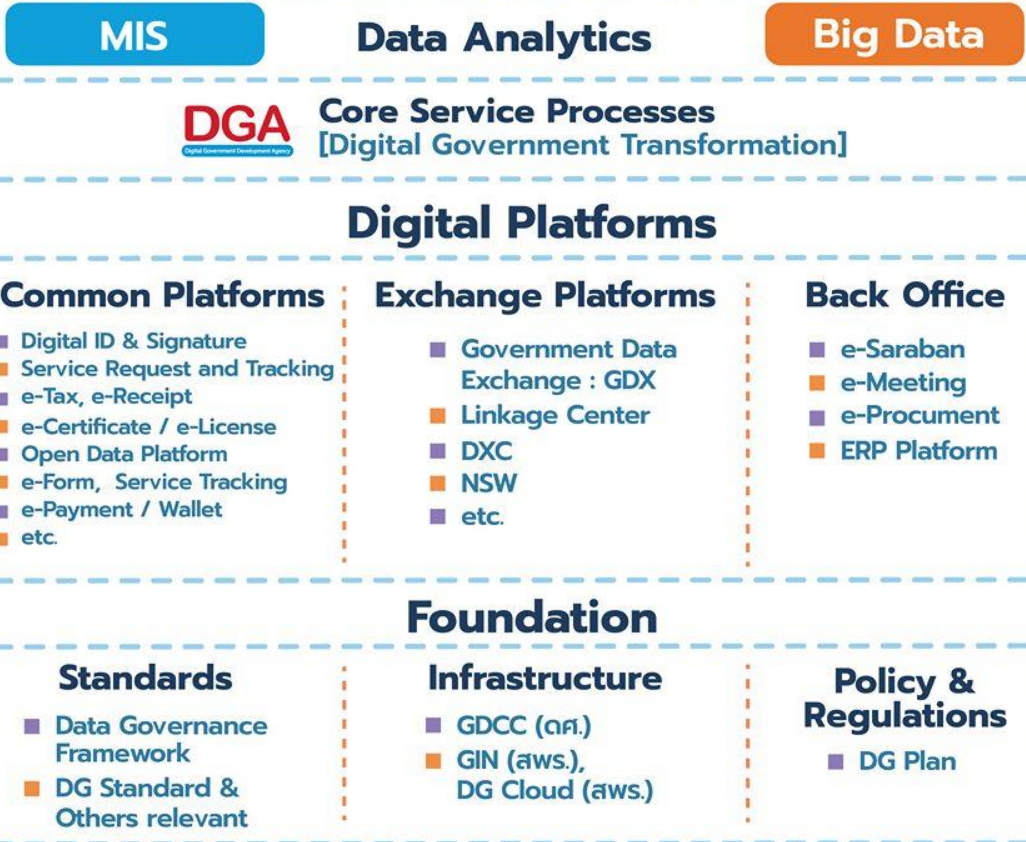 MIS
Data Analytics
Big Data
DGA
Digital Government Development Agency
Core Service Processes
[Digital Government Transformation]
Digital Platforms
Common Platforms
Digital ID & Signature
Service Request and Tracking
e-Tax, e-Receipt
e-Certificate / e-License
Open Data Platform
e-Form, Service Tracking
e-Payment / Wallet
etc.
Exchange Platforms
Government Data
Exchange : GDX
Linkage Center
DXC
NSW
etc.
Back Office
e-Saraban
e-Meeting
e-Procument
ERP Platform
Foundation
Standards
Data Governance
Framework
DG Standard &
Others relevant
Infrastructure
GDCC (ดศ.)
GIN (สพร.),
DG Cloud (สพร.)
Policy &
Regulations
DG Plan